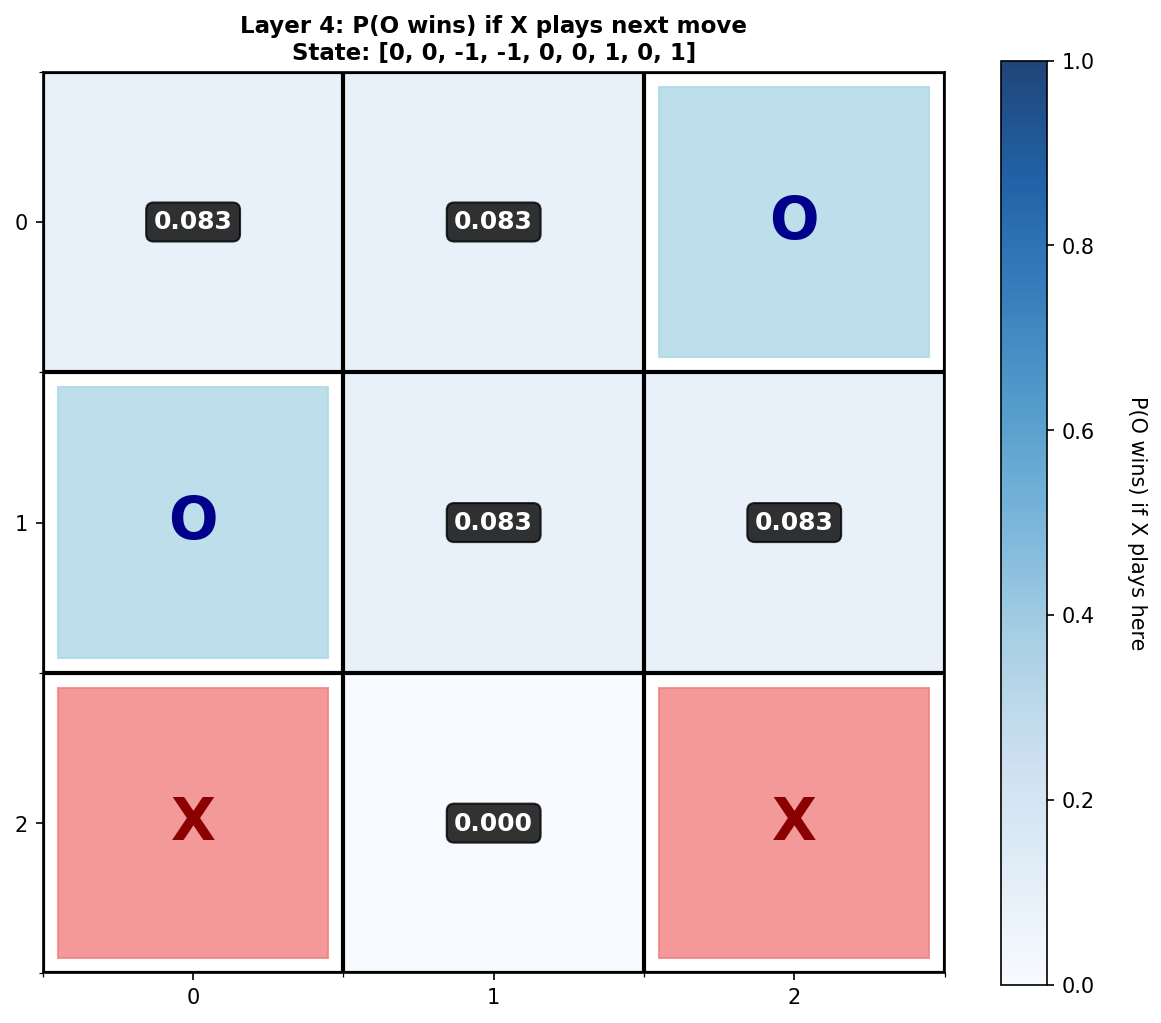 Layer 4: P(O wins) if X plays next move
State: [0, 0, -1, -1, 0, 0, 1, 0, 1]
0
0.083
0.083
O
1
O
0.083
0.083
2
X
0.000
X
0
1
2
1.0
0.8
0.6
0.4
0.2
0.0
P(O wins) if X plays here